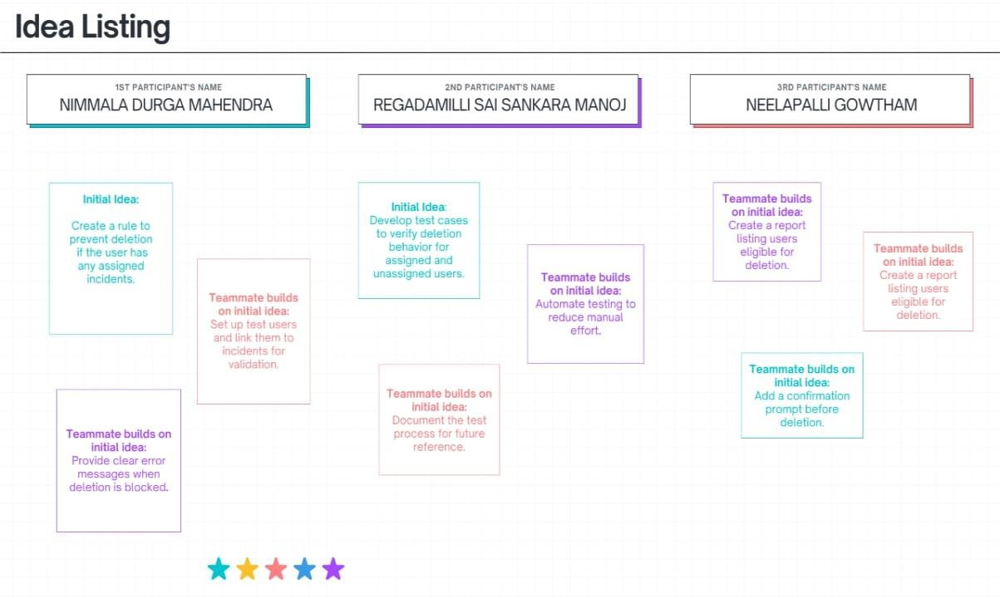 Idea Listing
1ST PARTICIPANT'S NAME
NIMMALA DURGA MAHENDRA
2ND PARTICIPANT'S NAME
REGADAMILLI SAI SANKARA MANOJ
3RD PARTICIPANT'S NAME
NEELAPALLI GOWTHAM
Initial Idea:
Create a rule to
prevent deletion
if the user has
any assigned
incidents.
Teammate builds
on initial idea:
Set up test users
and link them to
incidents for
validation.
Teammate builds on
initial idea:
Provide clear error
messages when
deletion is blocked.
Initial Idea:
Develop test cases
to verify deletion
behavior for
assigned and
unassigned users.
Teammate builds
on initial idea:
Automate testing to
reduce manual
effort.
Teammate builds on
initial idea:
Document the test
process for future
reference.
Teammate builds
on initial idea:
Create a report
listing users
eligible for
deletion.
Teammate builds
on initial idea:
Create a report
listing users
eligible for
deletion.
Teammate builds on
initial idea:
Add a confirmation
prompt before
deletion.